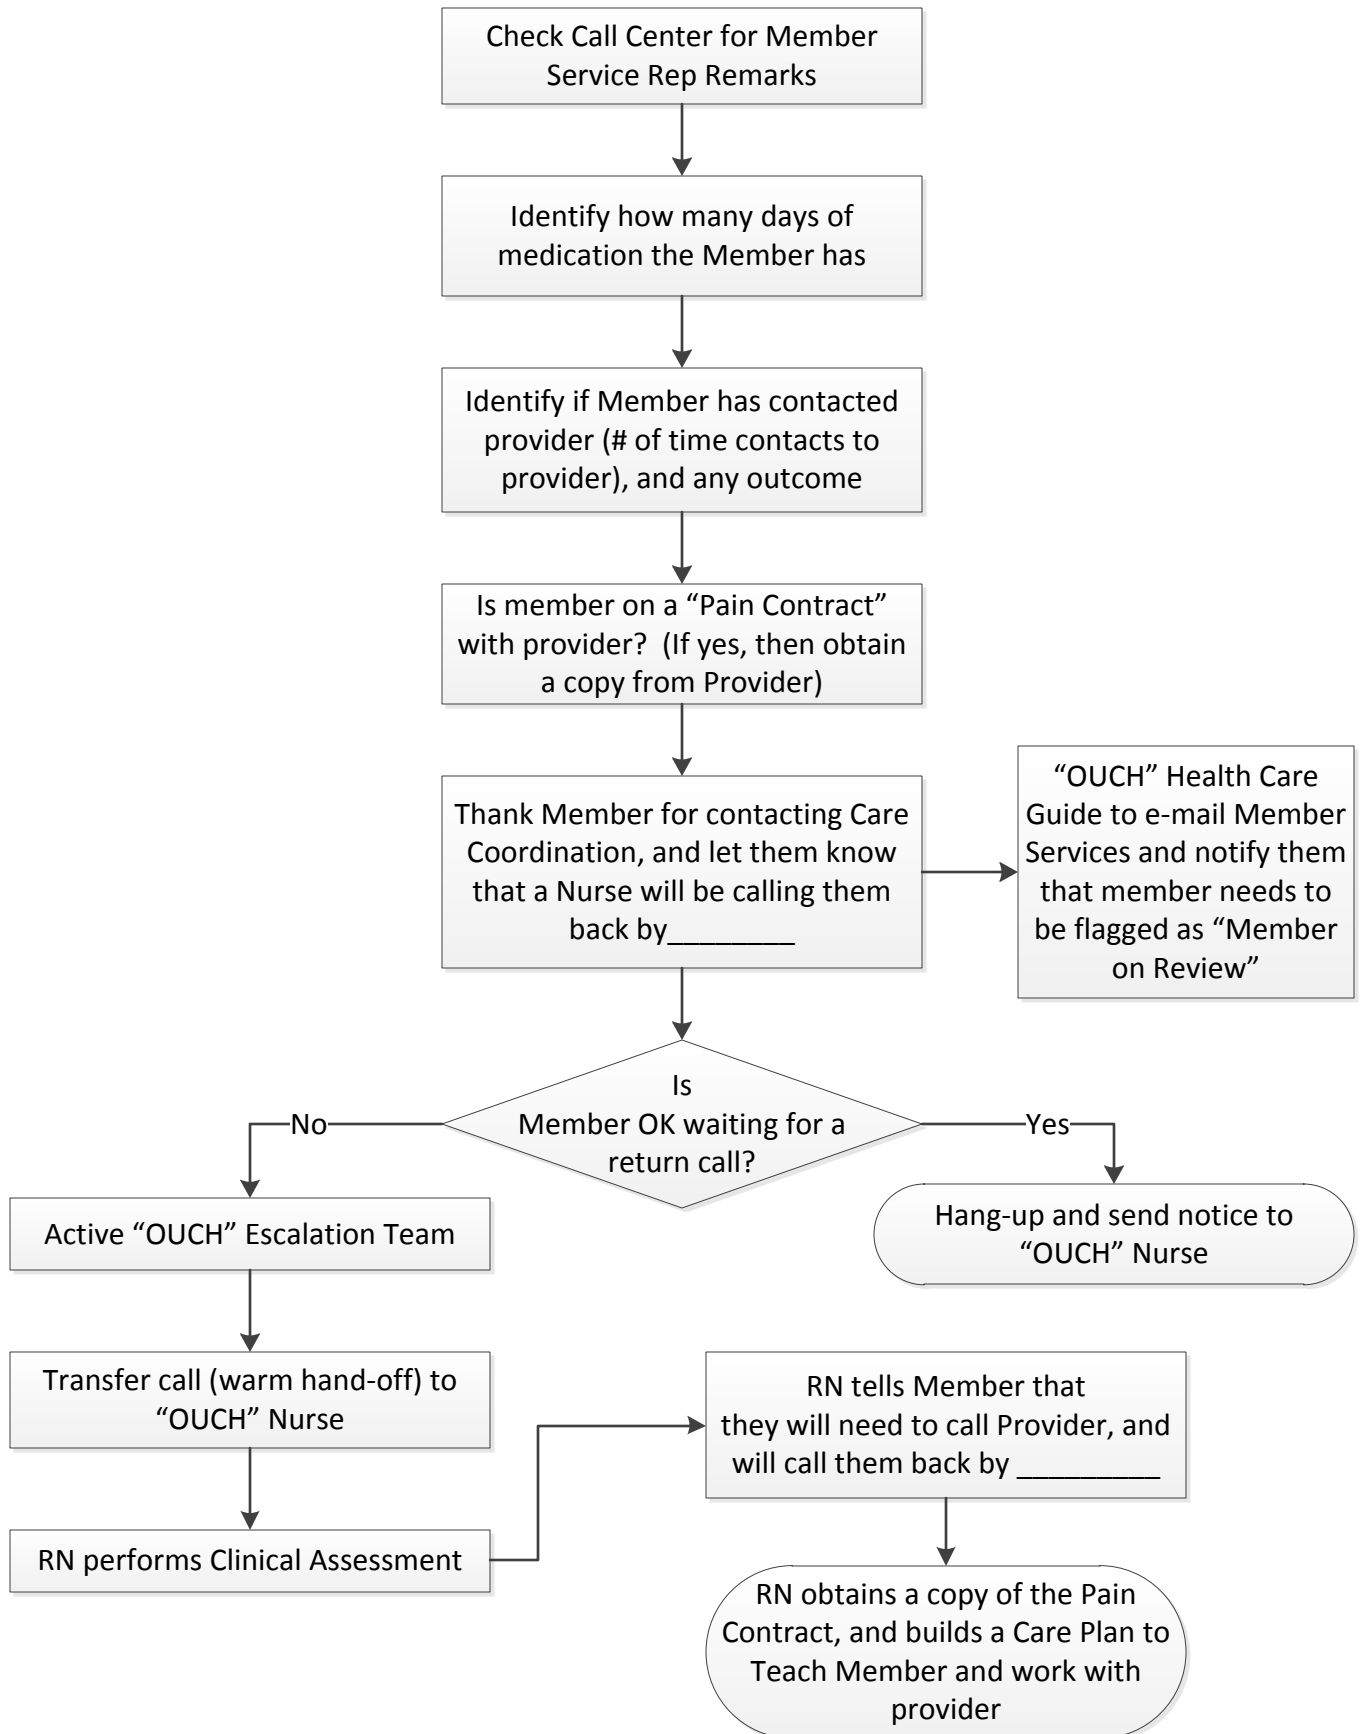 Check Call Center for Member
Service Rep Remarks
Identify how many days of
medication the Member has
Identify if Member has contacted
provider (# of time contacts to
provider), and any outcome
Is member on a “Pain Contract”
with provider?  (If yes, then obtain
a copy from Provider)
Thank Member for contacting Care
Coordination, and let them know
that a Nurse will be calling them
back by________
“OUCH” Health Care
Guide to e-mail Member
Services and notify them
that member needs to
be flagged as “Member
on Review”
Is
Member OK waiting for a
return call?
No
Yes
Active “OUCH” Escalation Team
Hang-up and send notice to
“OUCH” Nurse
Transfer call (warm hand-off) to
“OUCH” Nurse
RN performs Clinical Assessment
RN tells Member that
they will need to call Provider, and
will call them back by _________
RN obtains a copy of the Pain
Contract, and builds a Care Plan to
Teach Member and work with
provider